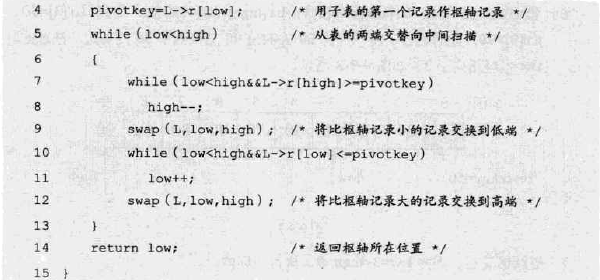 4 pivotkey=L->r[low]; /* 用子表的第一个记录作枢轴记录 */
5 while(low<high) /* 从表的两端交替向中间扫描 */
6 {
7 while(low<high&&L->r[high]>=pivotkey)
8 high--;
9 swap(L,low,high); /* 将比枢轴记录小的记录交换到低端 */
10 while(low<high&&L->r[low]<=pivotkey)
11 low++;
12 swap(L,low,high); /* 将比枢轴记录大的记录交换到高端 */
13 }
14 return low; /* 返回枢轴所在位置 */
15 }